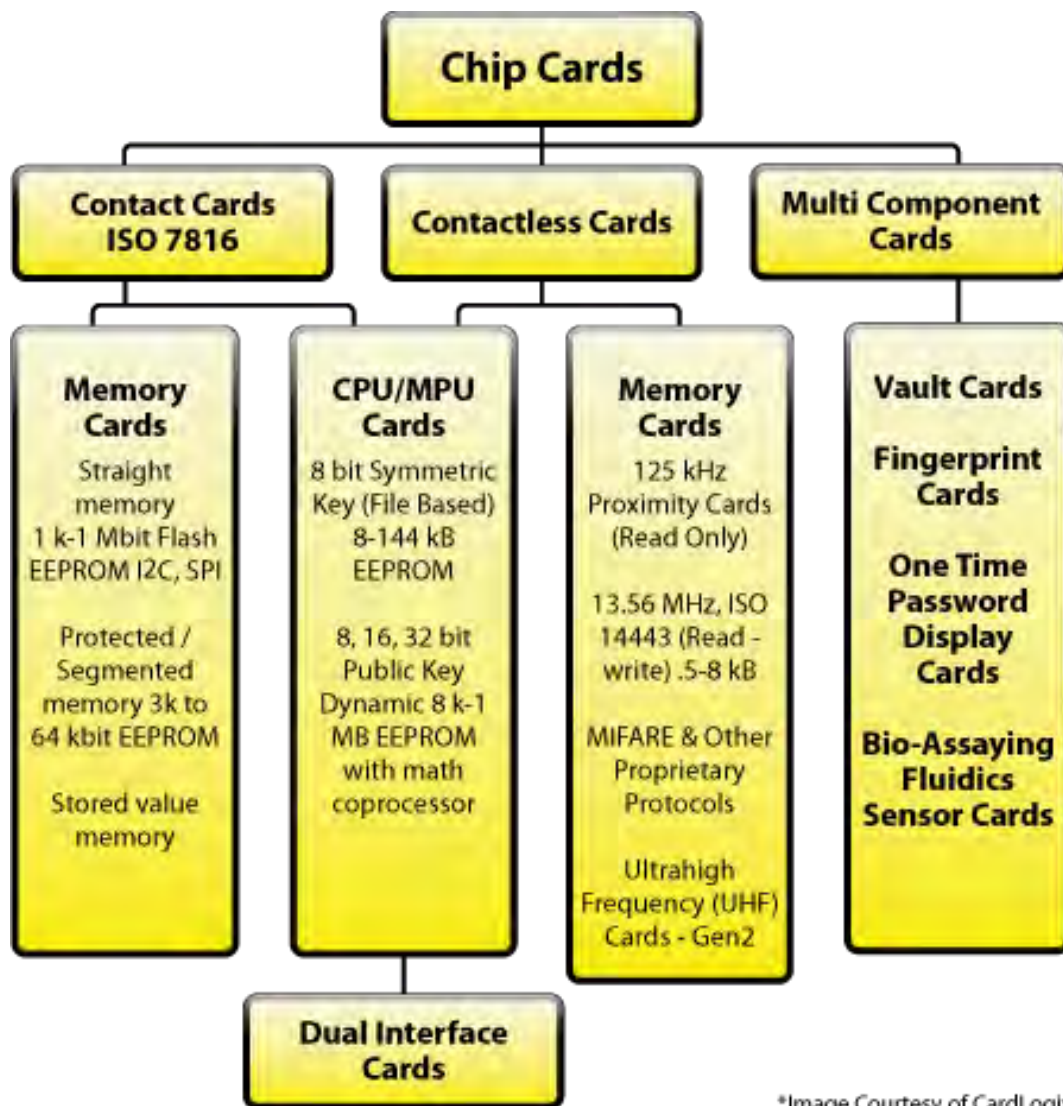 Chip Cards
Contact Cards
ISO 7816
Contactless Cards
Multi Component
Cards
Memory
Cards
Straight
memory
1 k-1 Mbit Flash
EEPROM I2C, SPI
Protected /
Segmented
memory 3k to
64 kbit EEPROM
Stored value
memory
CPU/MPU
Cards
8 bit Symmetric
Key (File Based)
8-144 kB
EEPROM
8, 16, 32 bit
Public Key
Dynamic 8 k-1
MB EEPROM
with math
coprocessor
Memory
Cards
125 kHz
Proximity Cards
(Read Only)
13.56 MHz, ISO
14443 (Read -
write) .5-8 kB
MIFARE & Other
Proprietary
Protocols
Ultrahigh
Frequency (UHF)
Cards - Gen2
Vault Cards
Fingerprint
Cards
One Time
Password
Display
Cards
Bio-Assaying
Fluidics
Sensor Cards
Dual Interface
Cards
*Image Courtesy of CardLogi